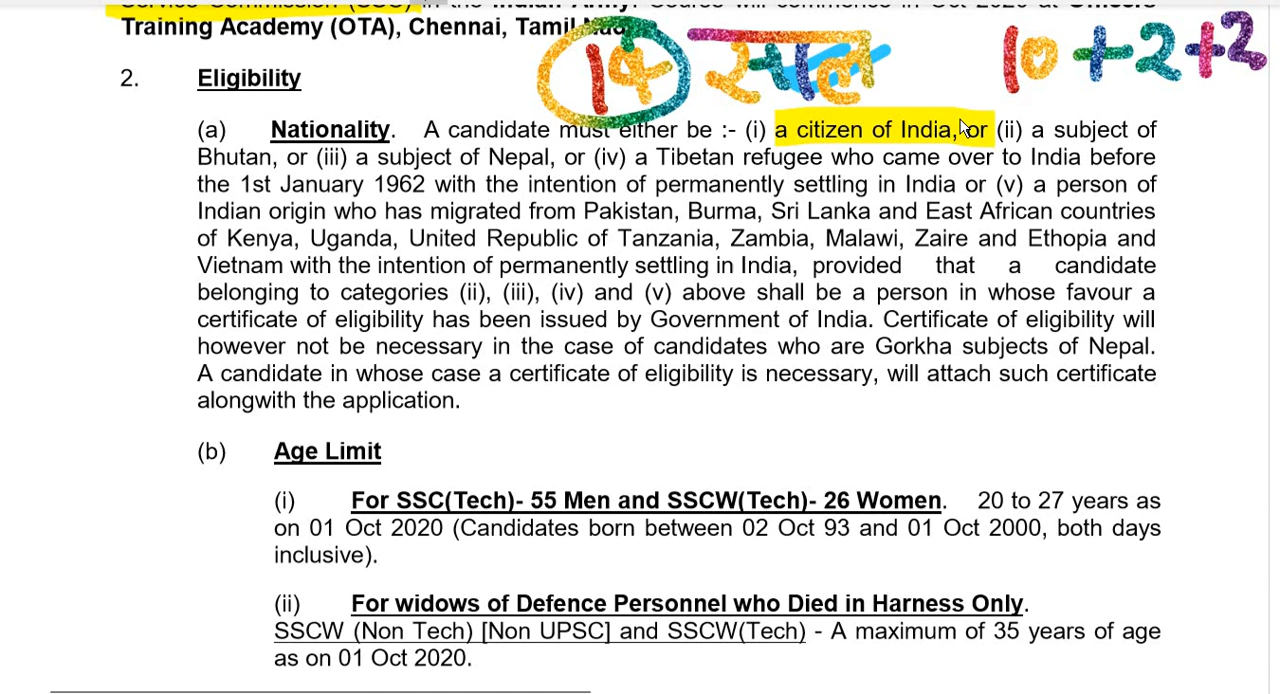 Training Academy (OTA), Chennai, Tamil
14 साल
10+2+2
2. Eligibility
(a) Nationality. A candidate must either be :- (i) a citizen of India, or (ii) a subject of
Bhutan, or (iii) a subject of Nepal, or (iv) a Tibetan refugee who came over to India before
the 1st January 1962 with the intention of permanently settling in India or (v) a person of
Indian origin who has migrated from Pakistan, Burma, Sri Lanka and East African countries
of Kenya, Uganda, United Republic of Tanzania, Zambia, Malawi, Zaire and Ethopia and
Vietnam with the intention of permanently settling in India, provided that a candidate
belonging to categories (ii), (iii), (iv) and (v) above shall be a person in whose favour a
certificate of eligibility has been issued by Government of India. Certificate of eligibility will
however not be necessary in the case of candidates who are Gorkha subjects of Nepal.
A candidate in whose case a certificate of eligibility is necessary, will attach such certificate
alongwith the application.
(b) Age Limit
(i) For SSC(Tech)- 55 Men and SSCW(Tech)- 26 Women. 20 to 27 years as
on 01 Oct 2020 (Candidates born between 02 Oct 93 and 01 Oct 2000, both days
inclusive).
(ii) For widows of Defence Personnel who Died in Harness Only.
SSCW (Non Tech) [Non UPSC] and SSCW(Tech) - A maximum of 35 years of age
as on 01 Oct 2020.